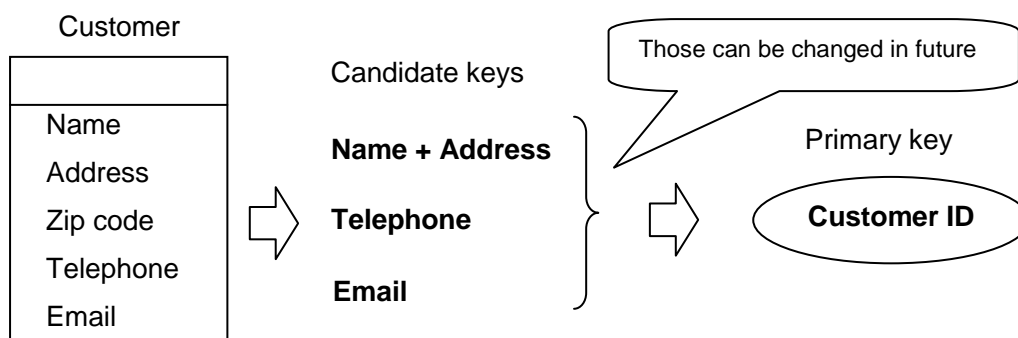 Customer
Name
Address
Zip code
Telephone
Email
Candidate keys
Name + Address
Telephone
Email
Those can be changed in future
Primary key
Customer ID